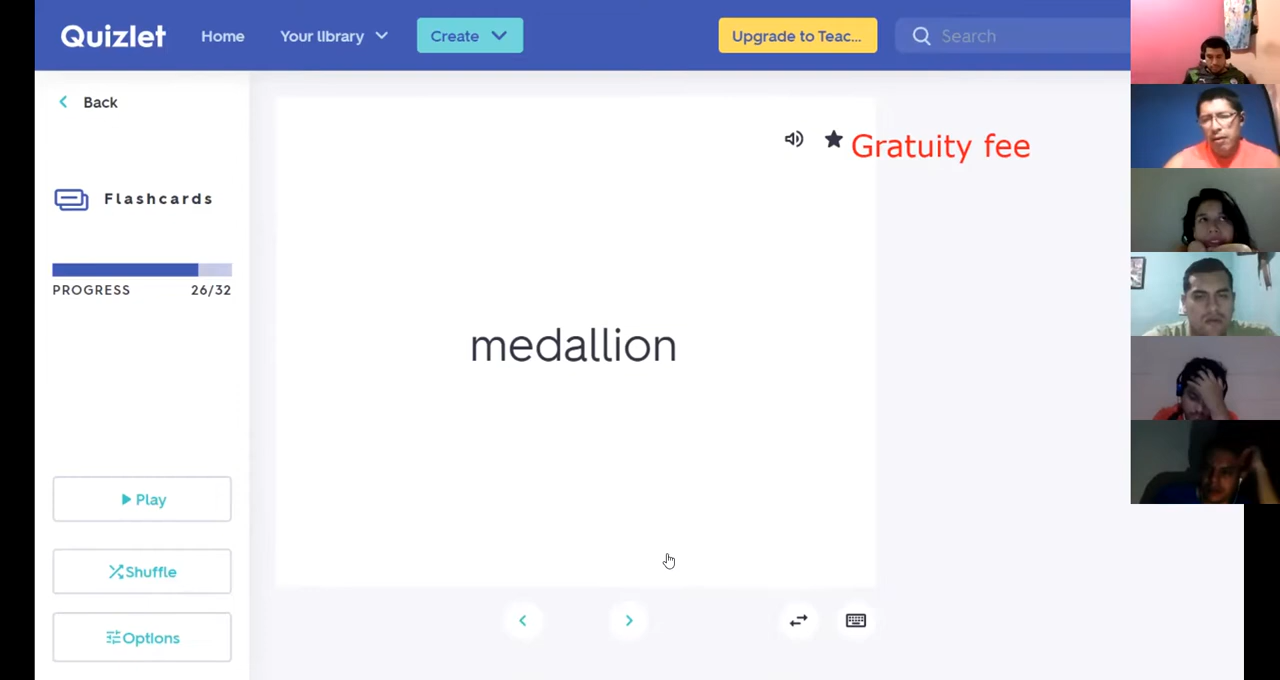 Quizlet
Home
Your library
Create
Upgrade to Teac...
Search
Back
Gratuity fee
Flashcards
PROGRESS 26/32
medallion
Play
Shuffle
Options